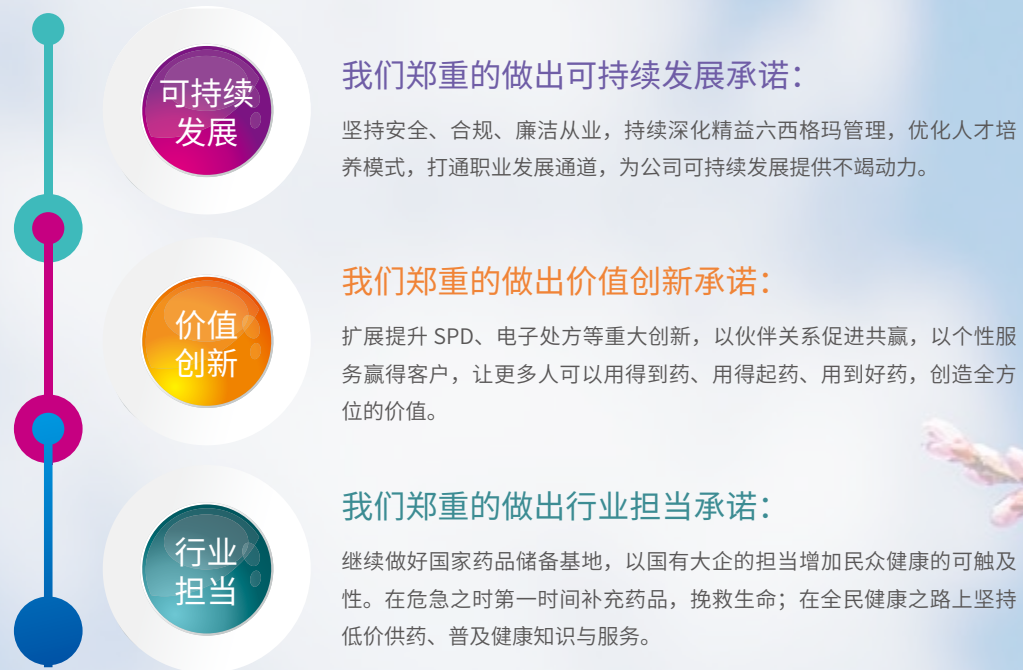 可持续
发展
我们郑重的做出可持续发展承诺：
坚持安全、合规、廉洁从业，持续深化精益六西格玛管理，优化人才培
养模式，打通职业发展通道，为公司可持续发展提供不竭动力。
价值
创新
我们郑重的做出价值创新承诺：
扩展提升 SPD、电子处方等重大创新，以伙伴关系促进共赢，以个性服
务赢得客户，让更多人可以用得到药、用得起药、用到好药，创造全方
位的价值。
行业
担当
我们郑重的做出行业担当承诺：
继续做好国家药品储备基地，以国有大企的担当增加民众健康的可触及
性。在危急之时第一时间补充药品，挽救生命；在全民健康之路上坚持
低价供药、普及健康知识与服务。